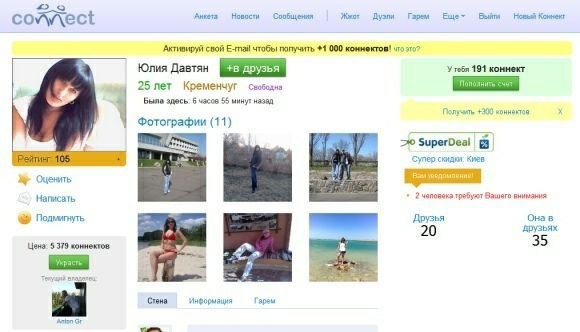 connect
Анкета Новости Сообщения Жжот Дуэли Гарем Еще Выйти Новый Коннект
Активируй свой E-mail чтобы получить +1 000 коннектов! что это?
Юлия Давтян +в друзья
25 лет Кременчуг Свободна
Была здесь: 6 часов 55 минут назад
Фотографии (11)
Рейтинг: 105
Оценить
Написать
Подмигнуть
Цена: 5 379 коннектов
Украсть
Текущий владелец:
Anton Gr
Стена Информация Гарем
У тебя 191 коннект
Пополнить счет
Получить +300 коннектов X
SuperDeal %
Супер скидки: Киев
Вам уведомление!
2 человека требуют Вашего внимания
Друзья
20
Она в друзьях
35